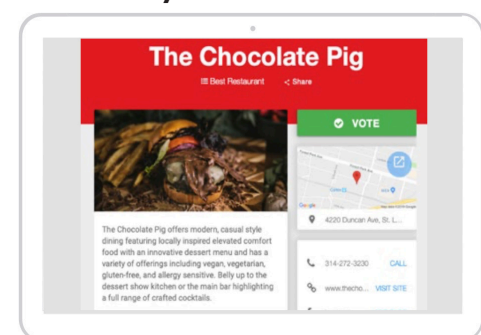 The Chocolate Pig
Best Restaurant
Share
VOTE
Google
4220 Duncan Ave, St. L...
The Chocolate Pig offers modern, casual style
dining featuring locally inspired elevated comfort
food with an innovative dessert menu and has a
variety of offerings including vegan, vegetarian,
gluten-free, and allergy sensitive. Belly up to the
dessert show kitchen or the main bar highlighting
a full range of crafted cocktails.
314-272-3230 CALL
www.thecho... VISIT SITE